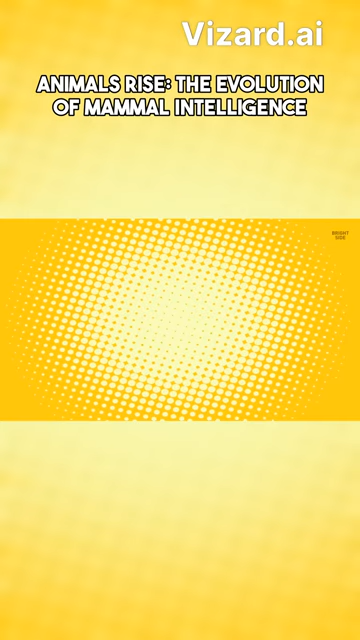 Vizard.ai
ANIMALS RISE: THE EVOLUTION
OF MAMMAL INTELLIGENCE
BRIGHT
SIDE